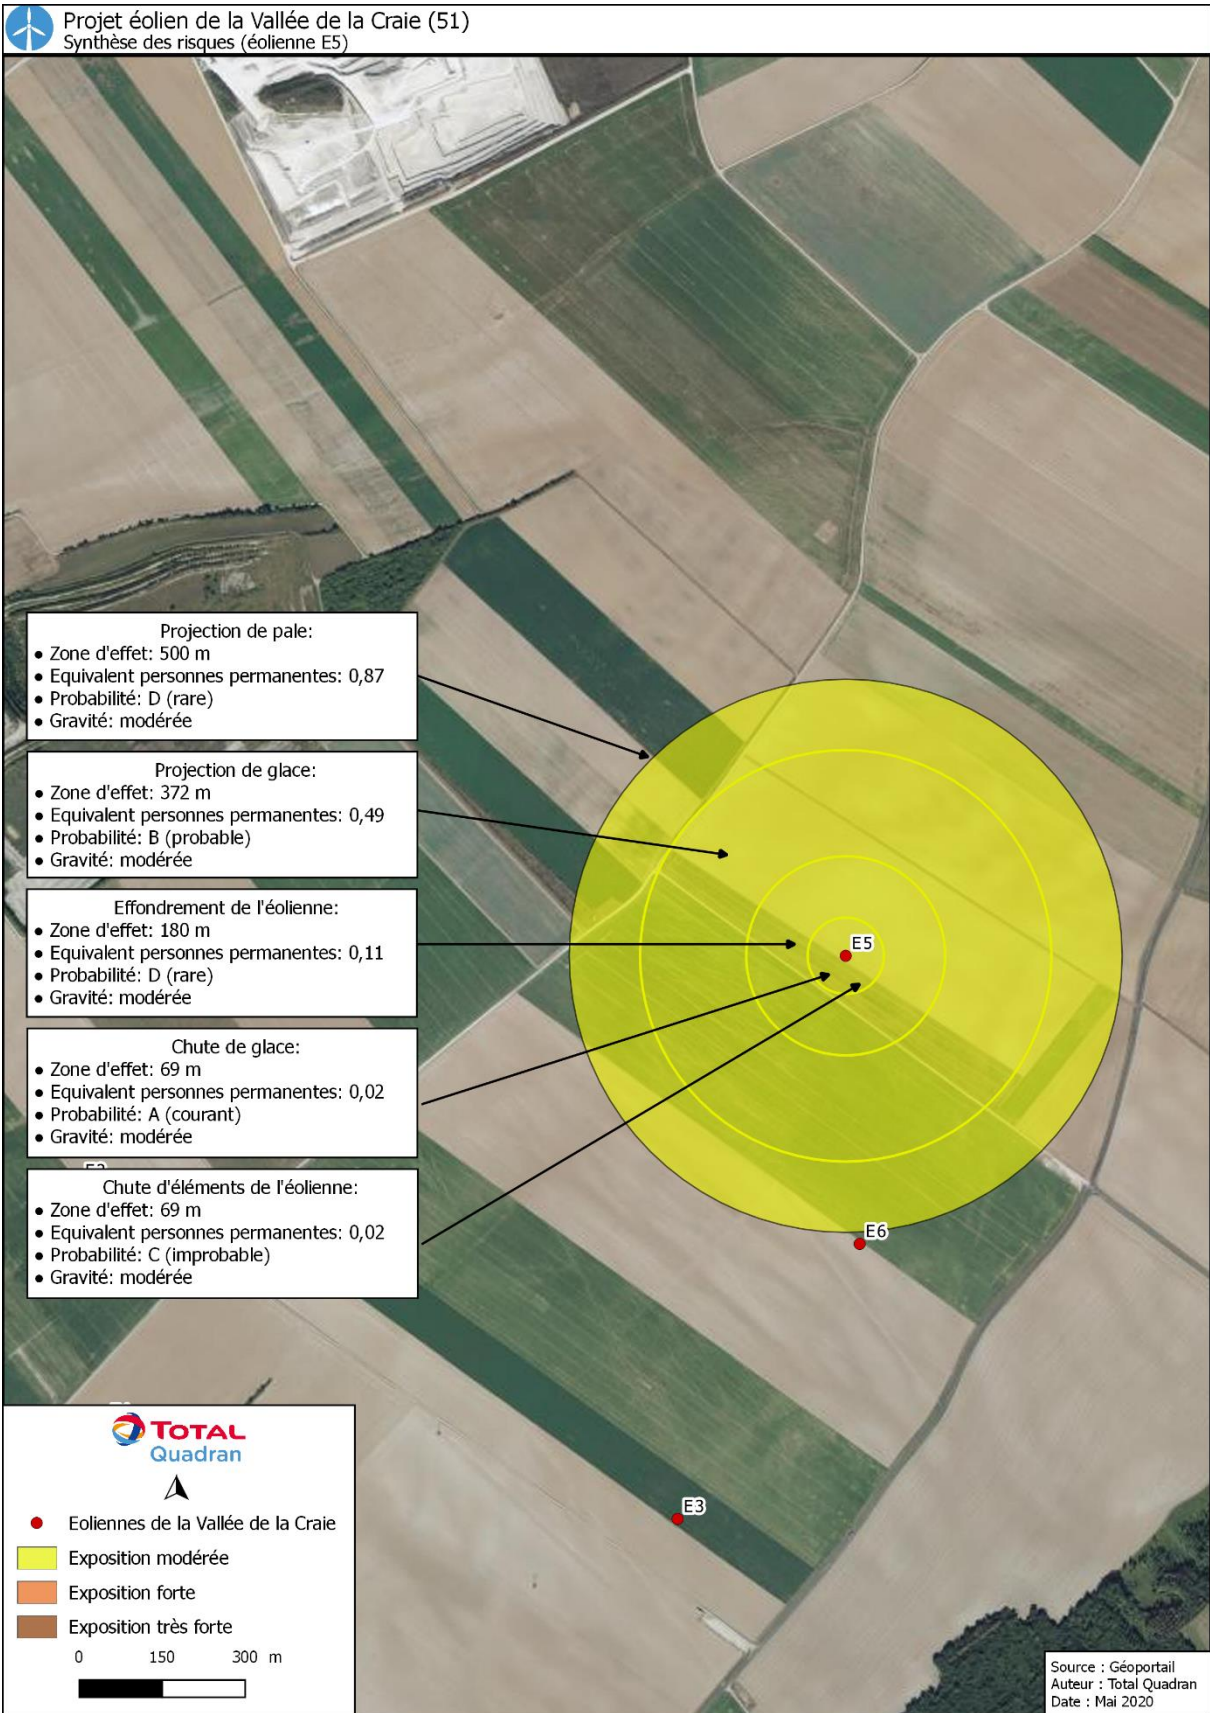 Projet éolien de la Vallée de la Craie (51)
Synthèse des risques (éolienne E5)
Projection de pale:
• Zone d'effet: 500 m
• Equivalent personnes permanentes: 0,87
• Probabilité: D (rare)
• Gravité: modérée
Projection de glace:
• Zone d'effet: 372 m
• Equivalent personnes permanentes: 0,49
• Probabilité: B (probable)
• Gravité: modérée
Effondrement de l'éolienne:
• Zone d'effet: 180 m
• Equivalent personnes permanentes: 0,11
• Probabilité: D (rare)
• Gravité: modérée
E5
Chute de glace:
• Zone d'effet: 69 m
• Equivalent personnes permanentes: 0,02
• Probabilité: A (courant)
• Gravité: modérée
Chute d'éléments de l'éolienne:
• Zone d'effet: 69 m
• Equivalent personnes permanentes: 0,02
• Probabilité: C (improbable)
• Gravité: modérée
E6
E3
TOTAL
Quadran
Eoliennes de la Vallée de la Craie
Exposition modérée
Exposition forte
Exposition très forte
0 150 300 m
Source : Géoportail
Auteur : Total Quadran
Date : Mai 2020